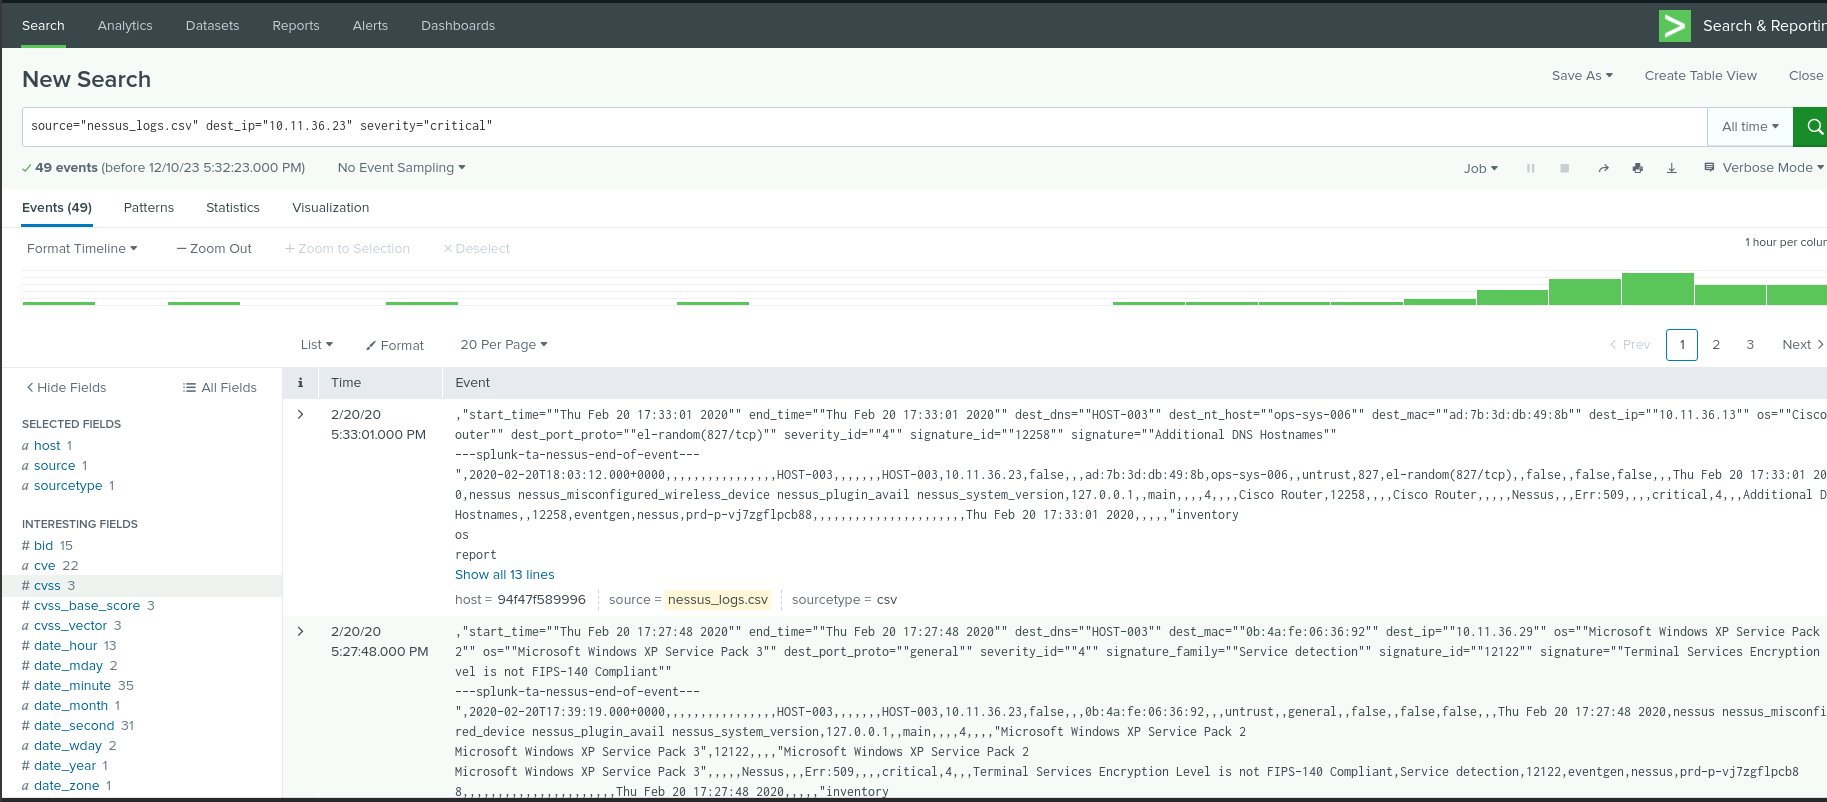 Search Analytics Datasets Reports Alerts Dashboards Search & Reportin
New Search Save As Create Table View Close
source="nessus_logs.csv" dest_ip="10.11.36.23" severity="critical" All time
49 events (before 12/10/23 5:32:23.000 PM) No Event Sampling Job Verbose Mode
Events (49) Patterns Statistics Visualization
Format Timeline — Zoom Out + Zoom to Selection × Deselect 1 hour per colum
List Format 20 Per Page < Prev 1 2 3 Next >
< Hide Fields All Fields
SELECTED FIELDS
a host 1
a source 1
a sourcetype 1
INTERESTING FIELDS
# bid 15
a cve 22
# cvss 3
# cvss_base_score 3
a cvss_vector 3
# date_hour 13
# date_mday 2
# date_minute 35
a date_month 1
# date_second 31
a date_wday 2
# date_year 1
a date_zone 1
i Time Event
> 2/20/20
5:33:01.000 PM
,"start_time=""Thu Feb 20 17:33:01 2020"" end_time=""Thu Feb 20 17:33:01 2020"" dest_dns=""HOST-003"" dest_nt_host=""ops-sys-006"" dest_mac=""ad:7b:3d:db:49:8b"" dest_ip=""10.11.36.13"" os=""Cisco
outer"" dest_port_proto=""el-random(827/tcp)"" severity_id=""4"" signature_id=""12258"" signature=""Additional DNS Hostnames""
---splunk-ta-nessus-end-of-event---
",2020-02-20T18:03:12.000+0000,,,,,,,,,,,,,,,,HOST-003,,,,,,,HOST-003,10.11.36.23,false,,,ad:7b:3d:db:49:8b,ops-sys-006,,untrust,827,el-random(827/tcp),,false,,false,false,,,Thu Feb 20 17:33:01 20
0,nessus nessus_misconfigured_wireless_device nessus_plugin_avail nessus_system_version,127.0.0.1,,main,,,,4,,,,Cisco Router,12258,,,,Cisco Router,,,,,Nessus,,,Err:509,,,,critical,4,,,Additional D
Hostnames,,12258,eventgen,nessus,prd-p-vj7zgflpcb88,,,,,,,,,,,,,,,,,,,,,,Thu Feb 20 17:33:01 2020,,,,,"inventory
os
report
Show all 13 lines
host = 94f47f589996 source = nessus_logs.csv sourcetype = csv
> 2/20/20
5:27:48.000 PM
,"start_time=""Thu Feb 20 17:27:48 2020"" end_time=""Thu Feb 20 17:27:48 2020"" dest_dns=""HOST-003"" dest_mac=""0b:4a:fe:06:36:92"" dest_ip=""10.11.36.29"" os=""Microsoft Windows XP Service Pack
2"" os=""Microsoft Windows XP Service Pack 3"" dest_port_proto=""general"" severity_id=""4"" signature_family=""Service detection"" signature_id=""12122"" signature=""Terminal Services Encryption
vel is not FIPS-140 Compliant""
---splunk-ta-nessus-end-of-event---
",2020-02-20T17:39:19.000+0000,,,,,,,,,,,,,,,,HOST-003,,,,,,,HOST-003,10.11.36.23,false,,,0b:4a:fe:06:36:92,,,untrust,,general,,false,,false,false,,,Thu Feb 20 17:27:48 2020,nessus nessus_misconfi
red_device nessus_plugin_avail nessus_system_version,127.0.0.1,,main,,,,4,,,,"Microsoft Windows XP Service Pack 2
Microsoft Windows XP Service Pack 3",12122,,,,"Microsoft Windows XP Service Pack 2
Microsoft Windows XP Service Pack 3",,,,,Nessus,,,Err:509,,,,critical,4,,,Terminal Services Encryption Level is not FIPS-140 Compliant,Service detection,12122,eventgen,nessus,prd-p-vj7zgflpcb8
8,,,,,,,,,,,,,,,,,,,,,,Thu Feb 20 17:27:48 2020,,,,,"inventory